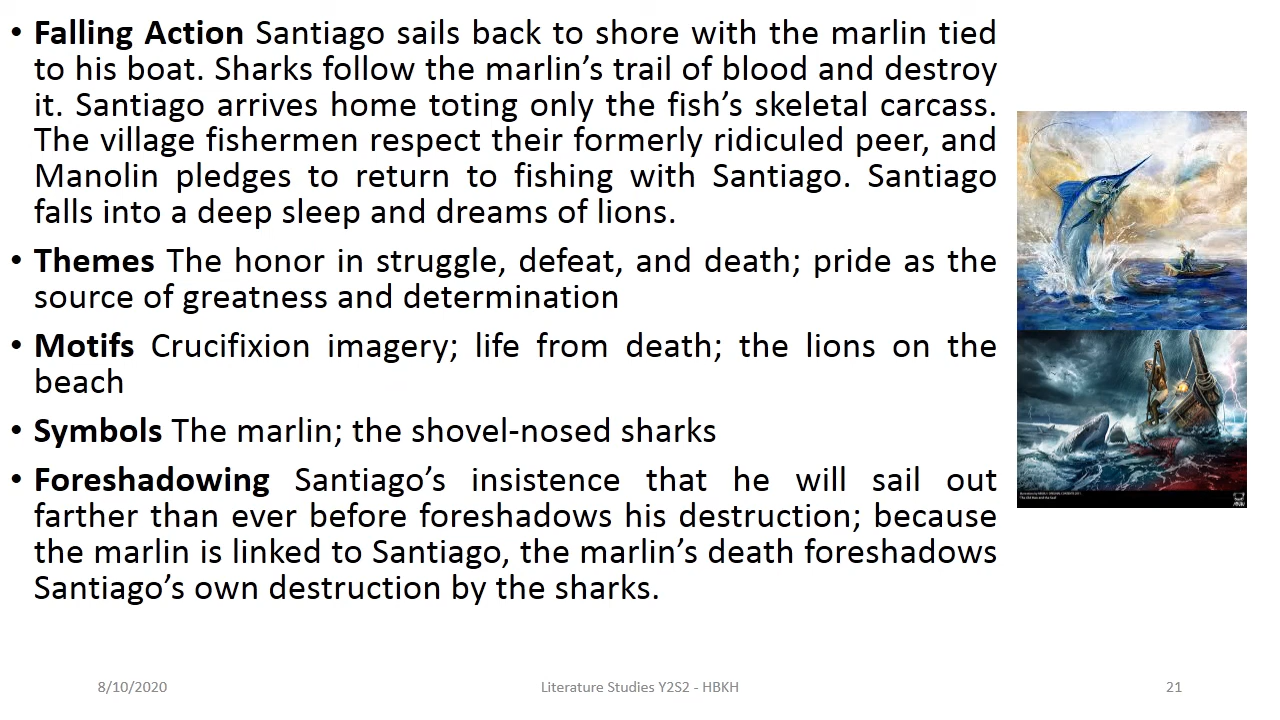 • Falling Action Santiago sails back to shore with the marlin tied
to his boat. Sharks follow the marlin’s trail of blood and destroy
it. Santiago arrives home toting only the fish’s skeletal carcass.
The village fishermen respect their formerly ridiculed peer, and
Manolin pledges to return to fishing with Santiago. Santiago
falls into a deep sleep and dreams of lions.
• Themes The honor in struggle, defeat, and death; pride as the
source of greatness and determination
• Motifs Crucifixion imagery; life from death; the lions on the
beach
• Symbols The marlin; the shovel-nosed sharks
• Foreshadowing Santiago’s insistence that he will sail out
farther than ever before foreshadows his destruction; because
the marlin is linked to Santiago, the marlin’s death foreshadows
Santiago’s own destruction by the sharks.
8/10/2020
Literature Studies Y2S2 - HBKH
21